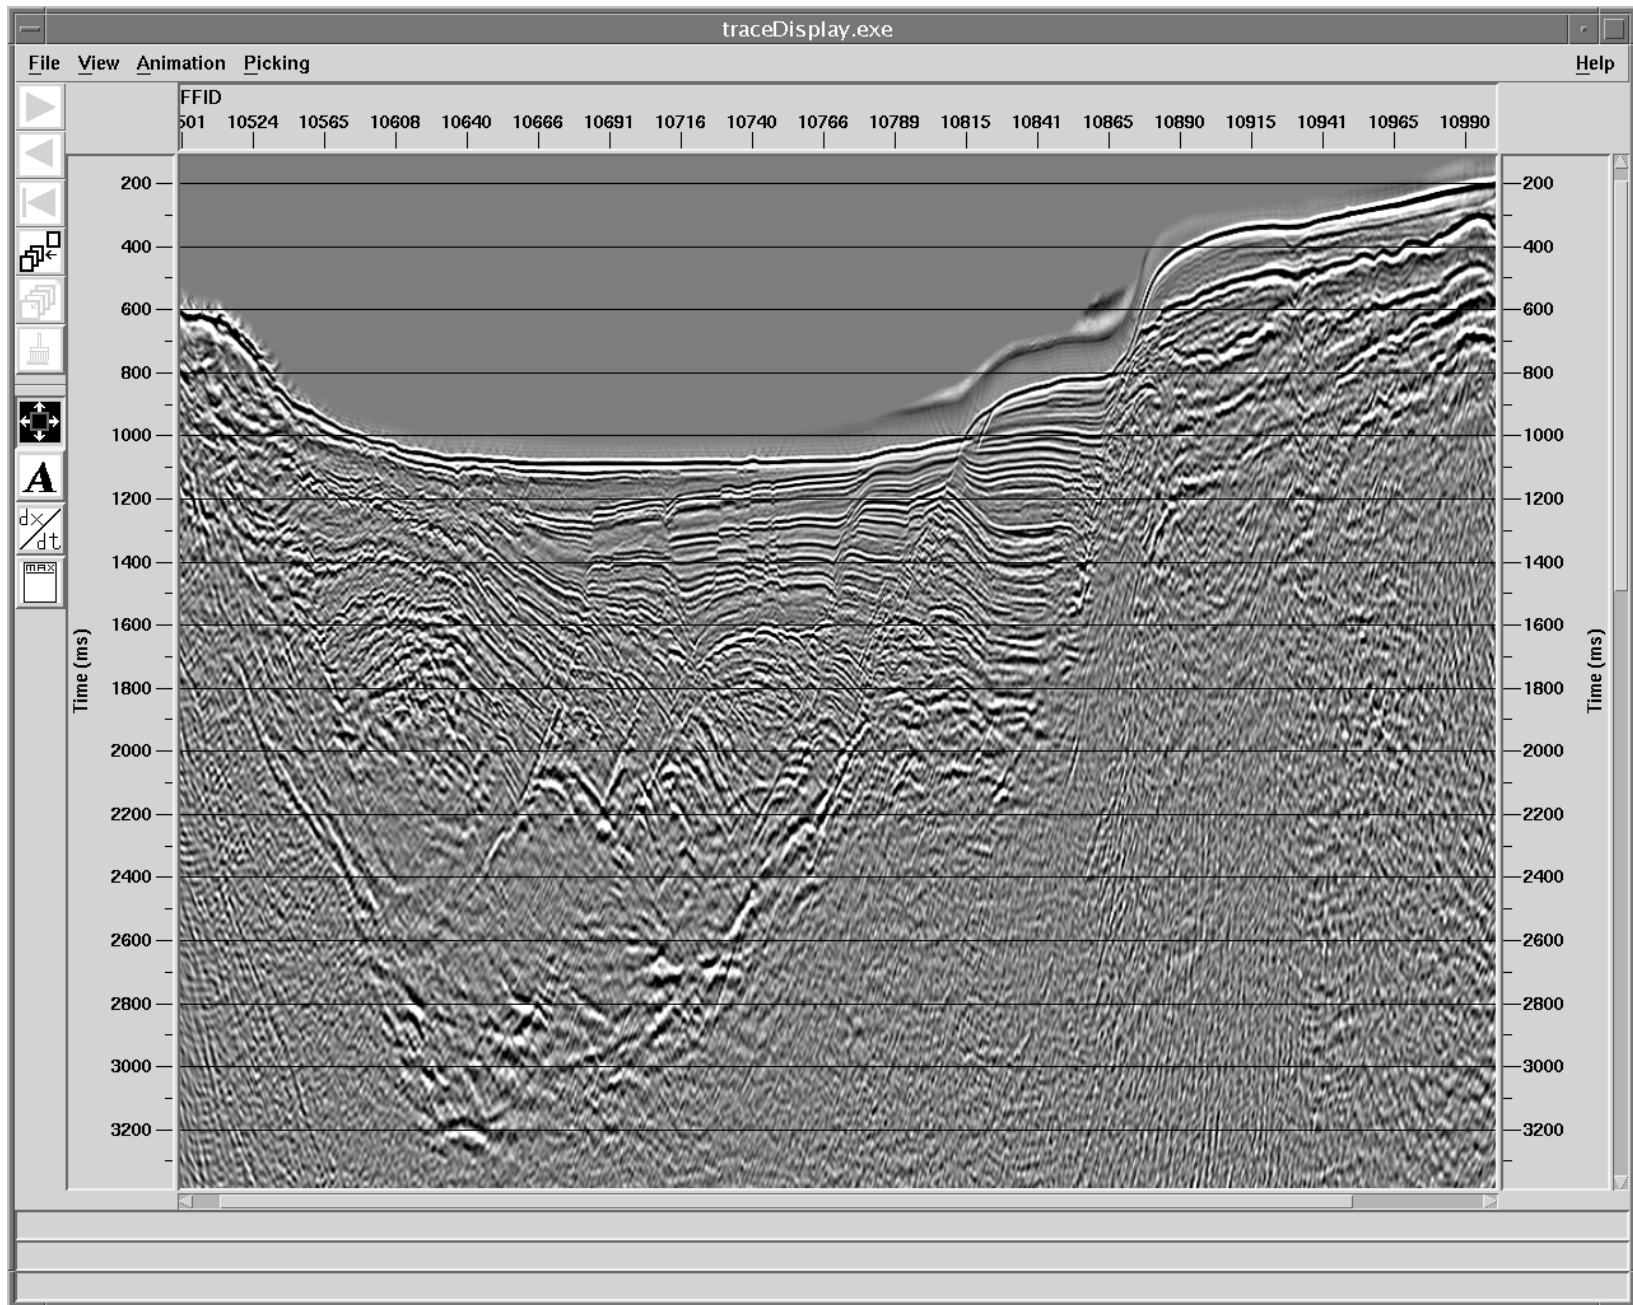 traceDisplay.exe
File View Animation Picking Help
FFID
501 10524 10565 10608 10640 10666 10691 10716 10740 10766 10789 10815 10841 10865 10890 10915 10941 10965 10990
200 200
400 400
600 600
800 800
1000 1000
1200 1200
1400 1400
1600 1600
Time (ms) Time (ms)
1800 1800
2000 2000
2200 2200
2400 2400
2600 2600
2800 2800
3000 3000
3200 3200
A
dx/dt
MAX